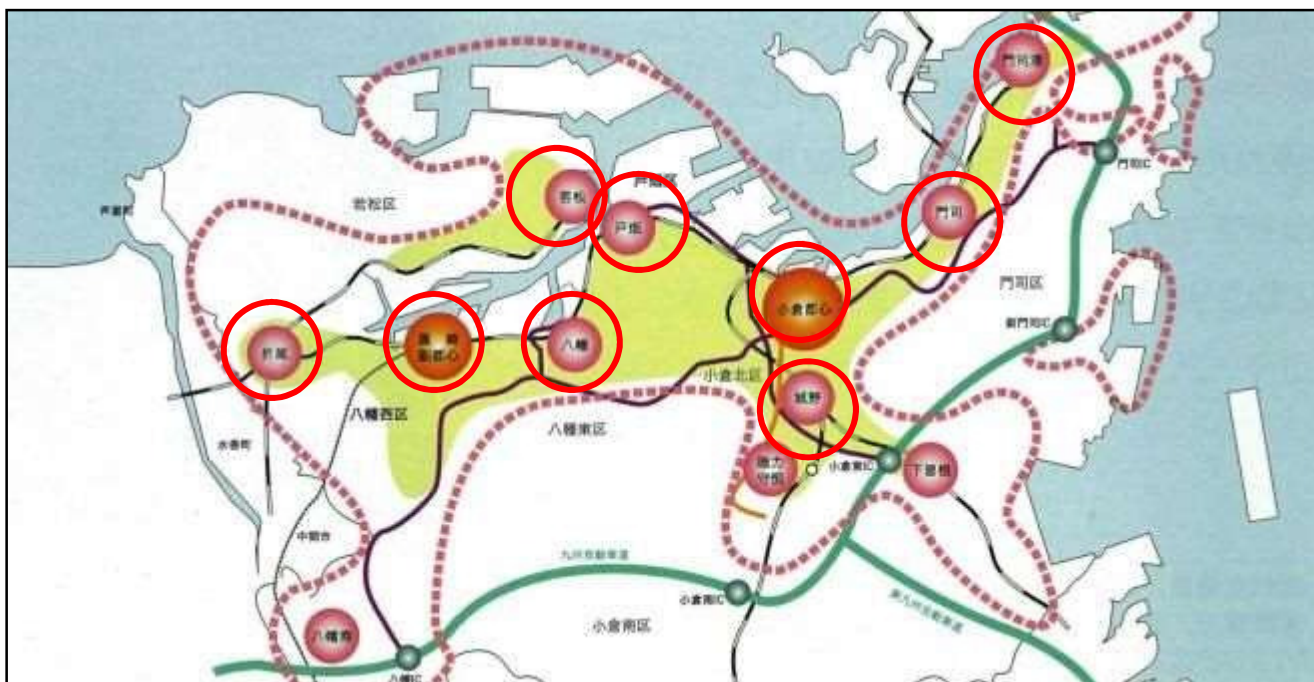 門司港
門司IC
若松
戸畑区
若松区
芦屋町
戸畑
門司
門司区
小倉都心
新門司IC
折尾
黒崎
副都心
八幡
小倉北区
城野
八幡西区
八幡東区
水巻町
徳力
守恒
小倉東IC
下曽根
中間市
九州自動車道
小倉南IC
東九州自動車道
小倉南区
八幡南
八幡IC